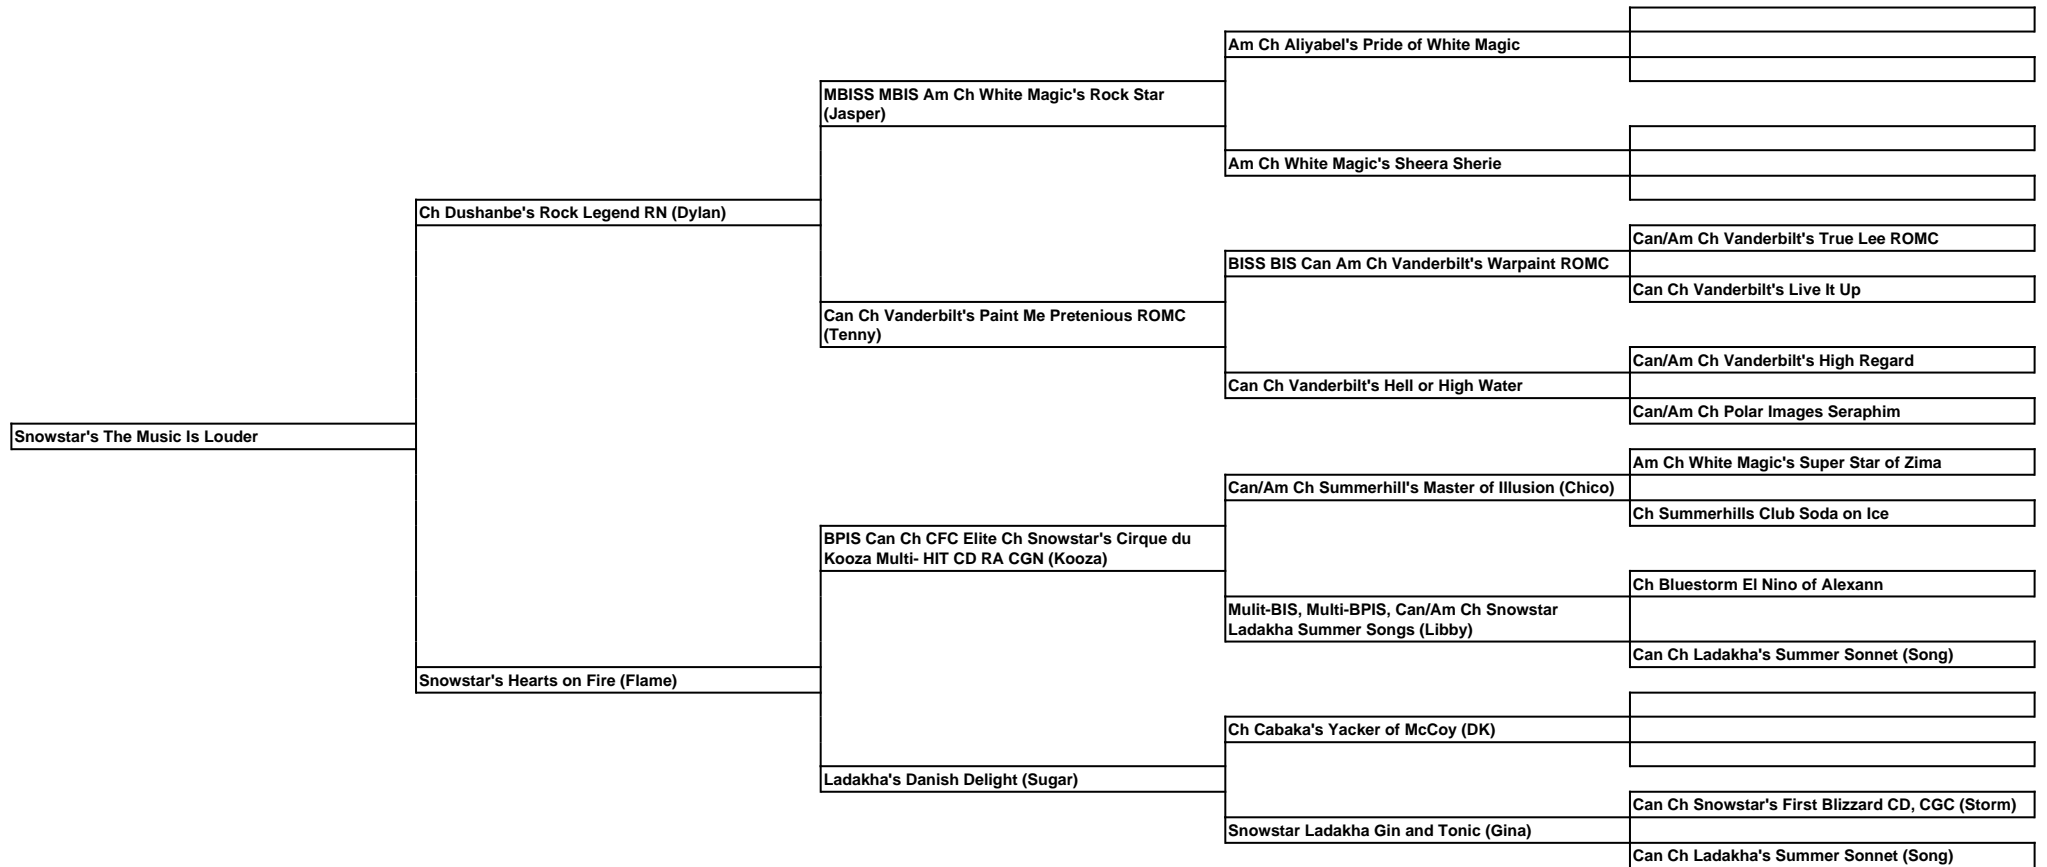 Am Ch Aliyabel's Pride of White Magic
MBISS MBIS Am Ch White Magic's Rock Star
(Jasper)
Am Ch White Magic's Sheera Sherie
Ch Dushanbe's Rock Legend RN (Dylan)
Can/Am Ch Vanderbilt's True Lee ROMC
BISS BIS Can Am Ch Vanderbilt's Warpaint ROMC
Can Ch Vanderbilt's Live It Up
Can Ch Vanderbilt's Paint Me Pretenious ROMC
(Tenny)
Can/Am Ch Vanderbilt's High Regard
Can Ch Vanderbilt's Hell or High Water
Can/Am Ch Polar Images Seraphim
Snowstar's The Music Is Louder
Am Ch White Magic's Super Star of Zima
Can/Am Ch Summerhill's Master of Illusion (Chico)
Ch Summerhills Club Soda on Ice
BPIS Can Ch CFC Elite Ch Snowstar's Cirque du
Kooza Multi- HIT CD RA CGN (Kooza)
Ch Bluestorm El Nino of Alexann
Mulit-BIS, Multi-BPIS, Can/Am Ch Snowstar
Ladakha Summer Songs (Libby)
Can Ch Ladakha's Summer Sonnet (Song)
Snowstar's Hearts on Fire (Flame)
Ch Cabaka's Yacker of McCoy (DK)
Ladakha's Danish Delight (Sugar)
Can Ch Snowstar's First Blizzard CD, CGC (Storm)
Snowstar Ladakha Gin and Tonic (Gina)
Can Ch Ladakha's Summer Sonnet (Song)